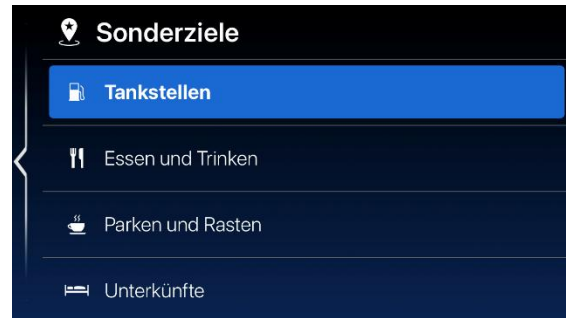 Sonderziele
Tankstellen
Essen und Trinken
Parken und Rasten
Unterkünfte